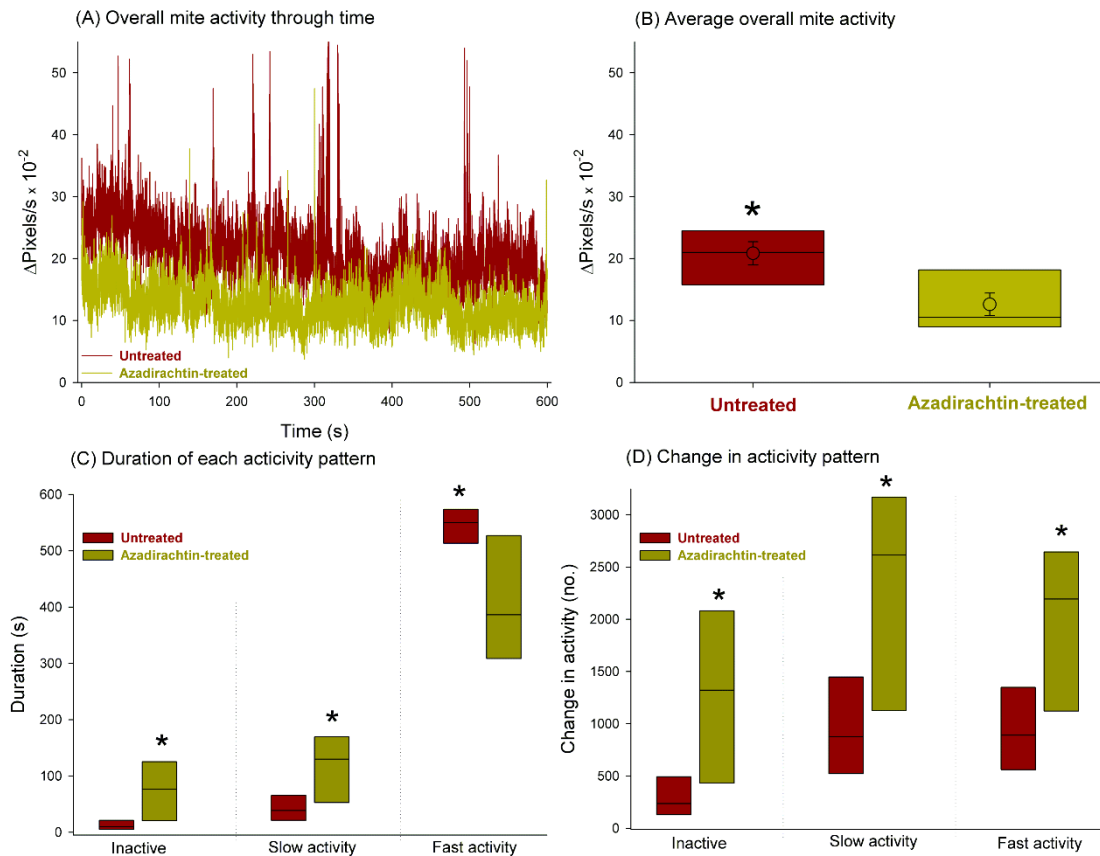 (A) Overall mite activity through time
ΔPixels/s x 10⁻²
50
40
30
20
10
0
Untreated
Azadirachtin-treated
0 100 200 300 400 500 600
Time (s)
(B) Average overall mite activity
ΔPixels/s x 10⁻²
50
40
30
20
10
0
*
Untreated Azadirachtin-treated
(C) Duration of each acticivity pattern
Duration (s)
600
500
400
300
200
100
0
Untreated
Azadirachtin-treated
* * *
Inactive Slow activity Fast activity
(D) Change in acticivity pattern
Change in activity (no.)
3000
2500
2000
1500
1000
500
0
Untreated
Azadirachtin-treated
* * *
Inactive Slow activity Fast activity